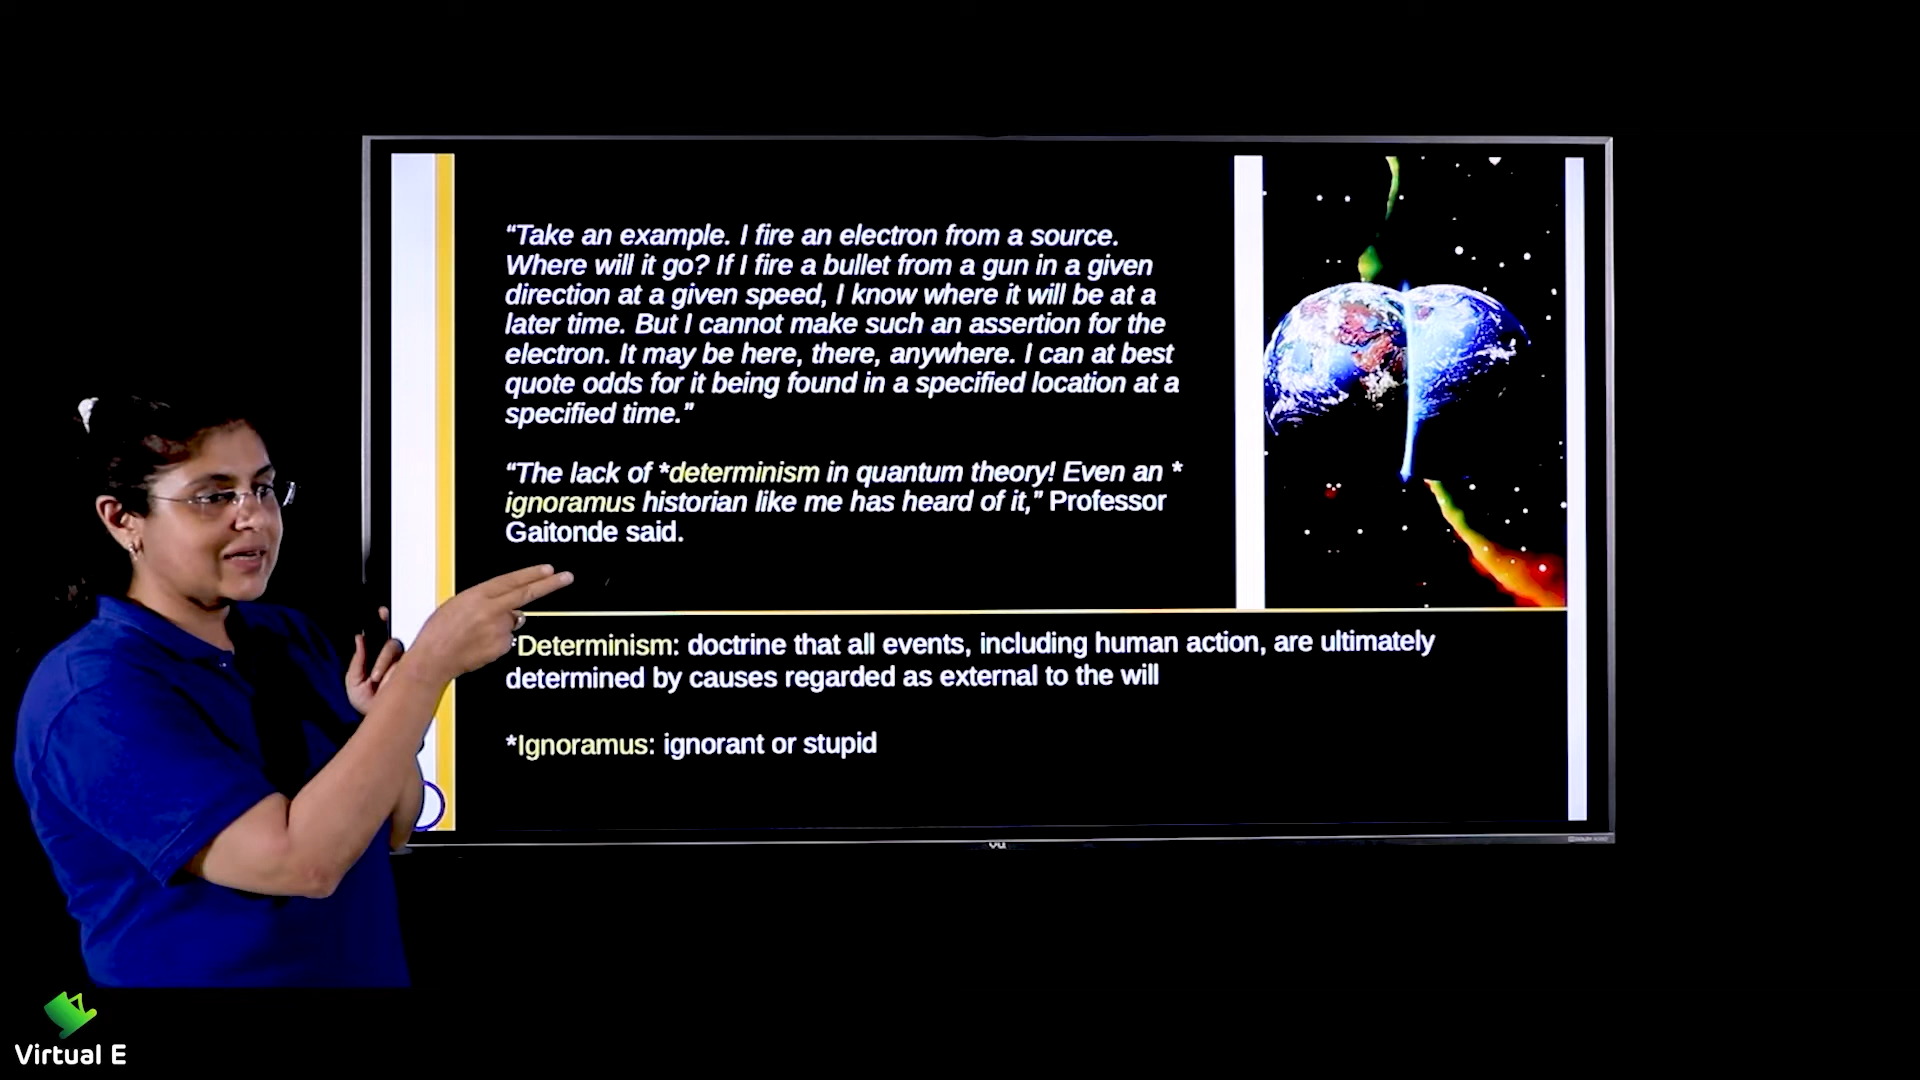 “Take an example. I fire an electron from a source.
Where will it go? If I fire a bullet from a gun in a given
direction at a given speed, I know where it will be at a
later time. But I cannot make such an assertion for the
electron. It may be here, there, anywhere. I can at best
quote odds for it being found in a specified location at a
specified time.”
“The lack of *determinism in quantum theory! Even an *
ignoramus historian like me has heard of it,” Professor
Gaitonde said.
*Determinism: doctrine that all events, including human action, are ultimately
determined by causes regarded as external to the will
*Ignoramus: ignorant or stupid
Virtual E